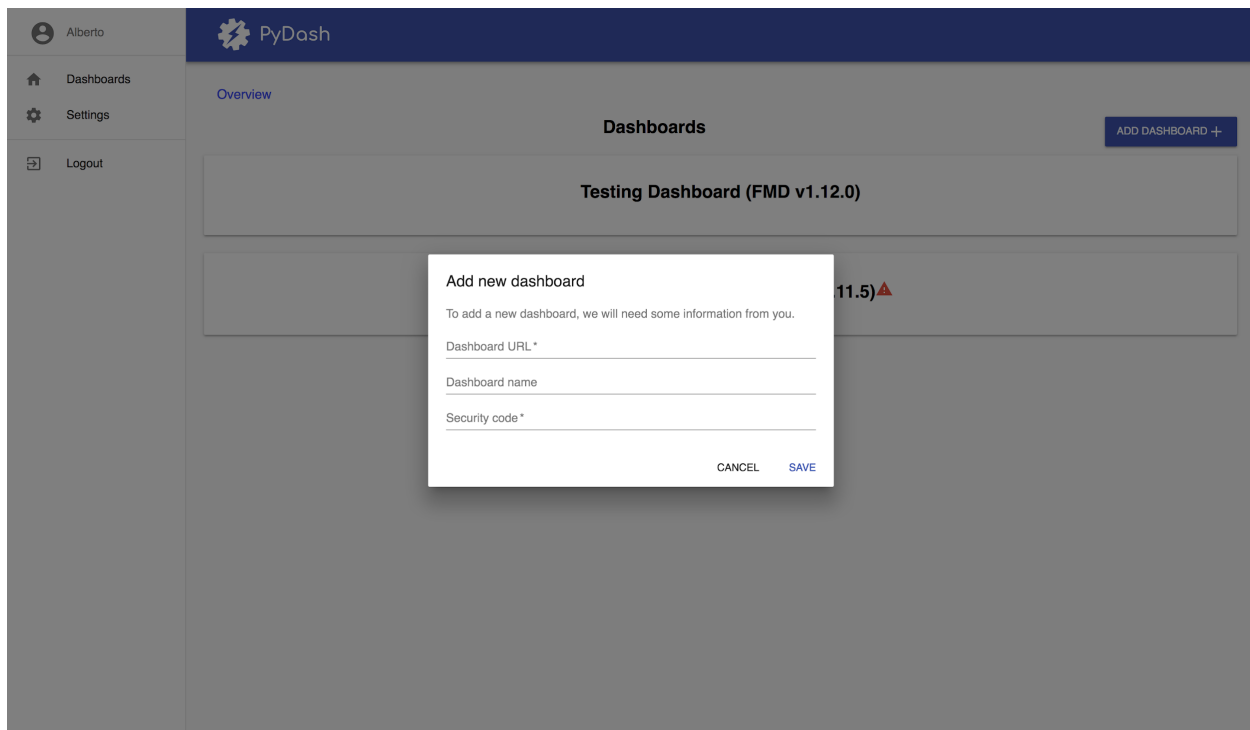 Alberto
PyDash
Dashboards
Settings
Logout
Overview
Dashboards
ADD DASHBOARD +
Testing Dashboard (FMD v1.12.0)
11.5)
Add new dashboard
To add a new dashboard, we will need some information from you.
Dashboard URL*
Dashboard name
Security code*
CANCEL SAVE